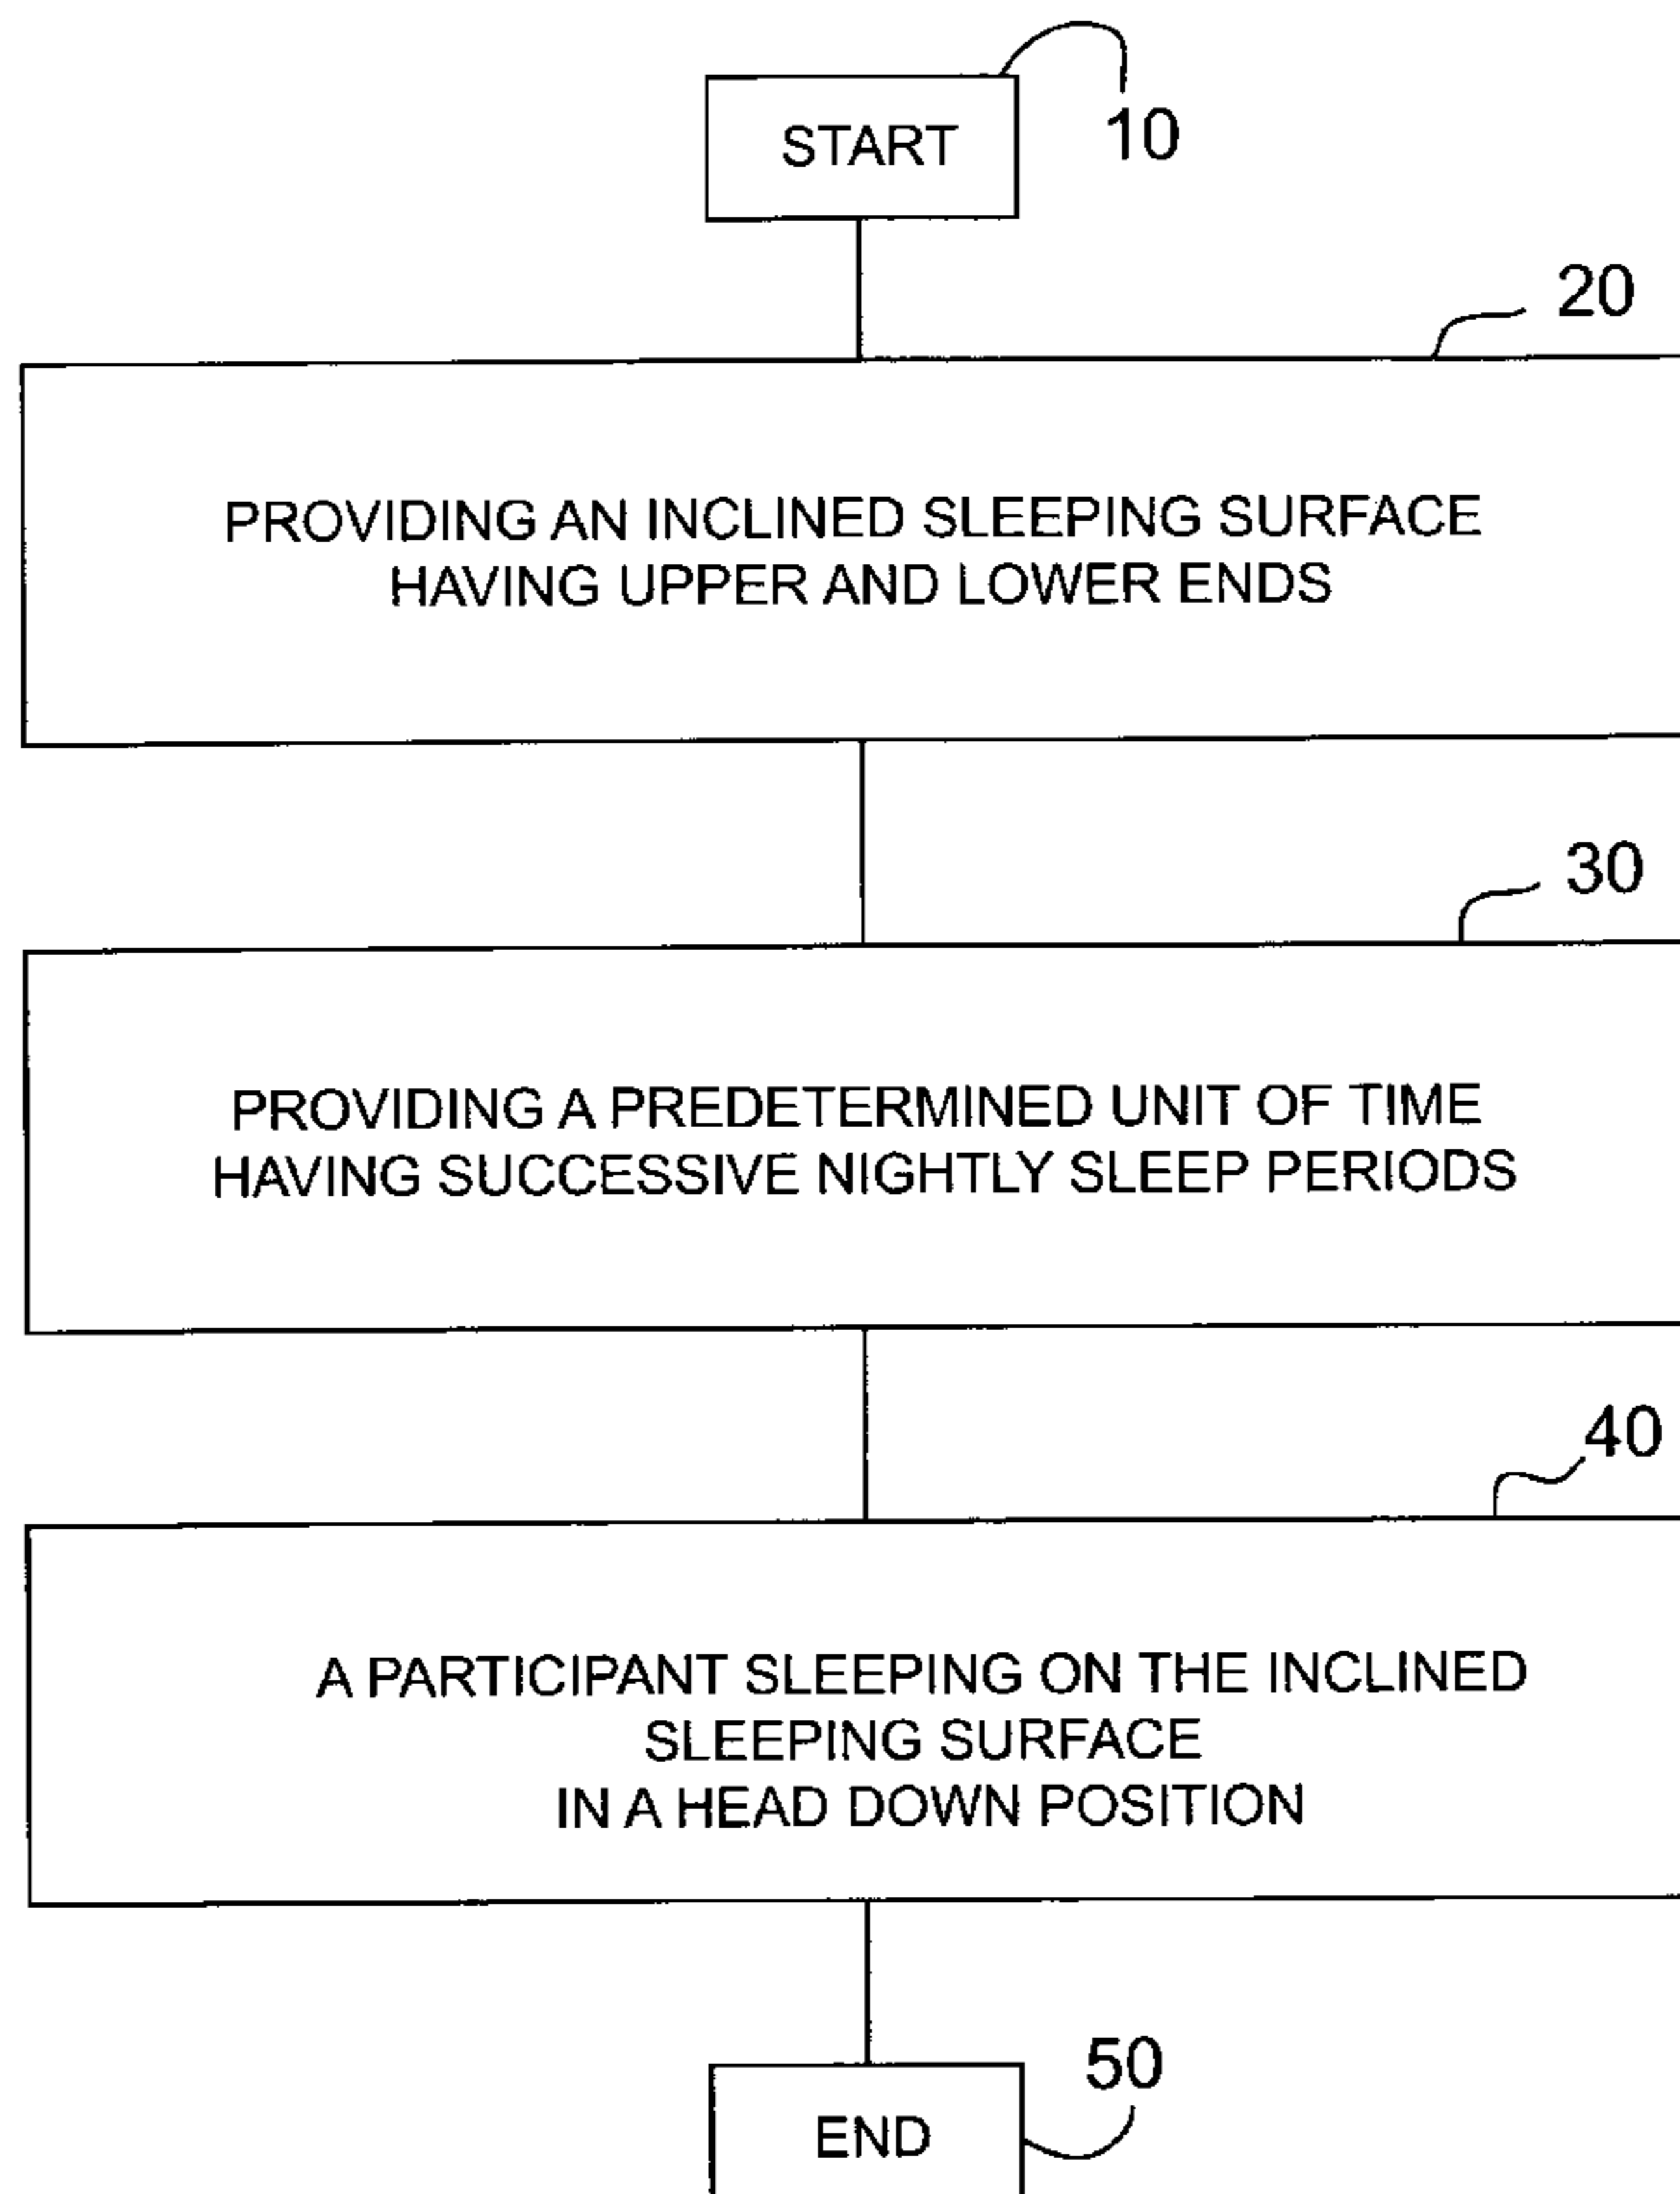 10
START
20
PROVIDING AN INCLINED SLEEPING SURFACE
HAVING UPPER AND LOWER ENDS
30
PROVIDING A PREDETERMINED UNIT OF TIME
HAVING SUCCESSIVE NIGHTLY SLEEP PERIODS
40
A PARTICIPANT SLEEPING ON THE INCLINED
SLEEPING SURFACE
IN A HEAD DOWN POSITION
50
END